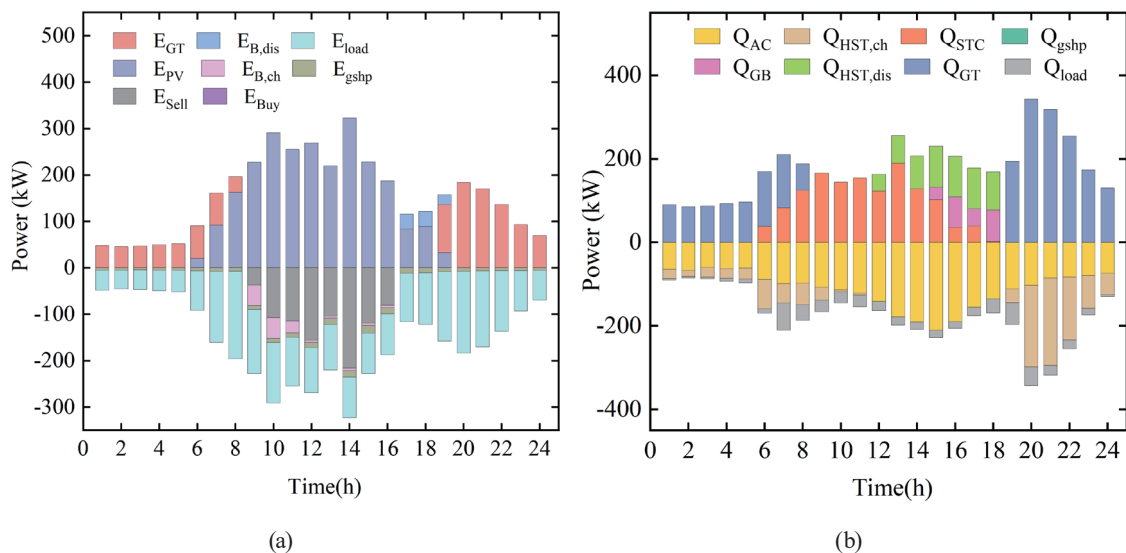 500
400
300
200
100
0
-100
-200
-300
Power (kW)
E_GT E_B,dis E_load
E_PV E_B,ch E_gshp
E_Sell E_Buy
0 2 4 6 8 10 12 14 16 18 20 22 24
Time(h)
(a)
400
200
0
-200
-400
Power (kW)
Q_AC Q_HST,ch Q_STC Q_gshp
Q_GB Q_HST,dis Q_GT Q_load
0 2 4 6 8 10 12 14 16 18 20 22 24
Time(h)
(b)